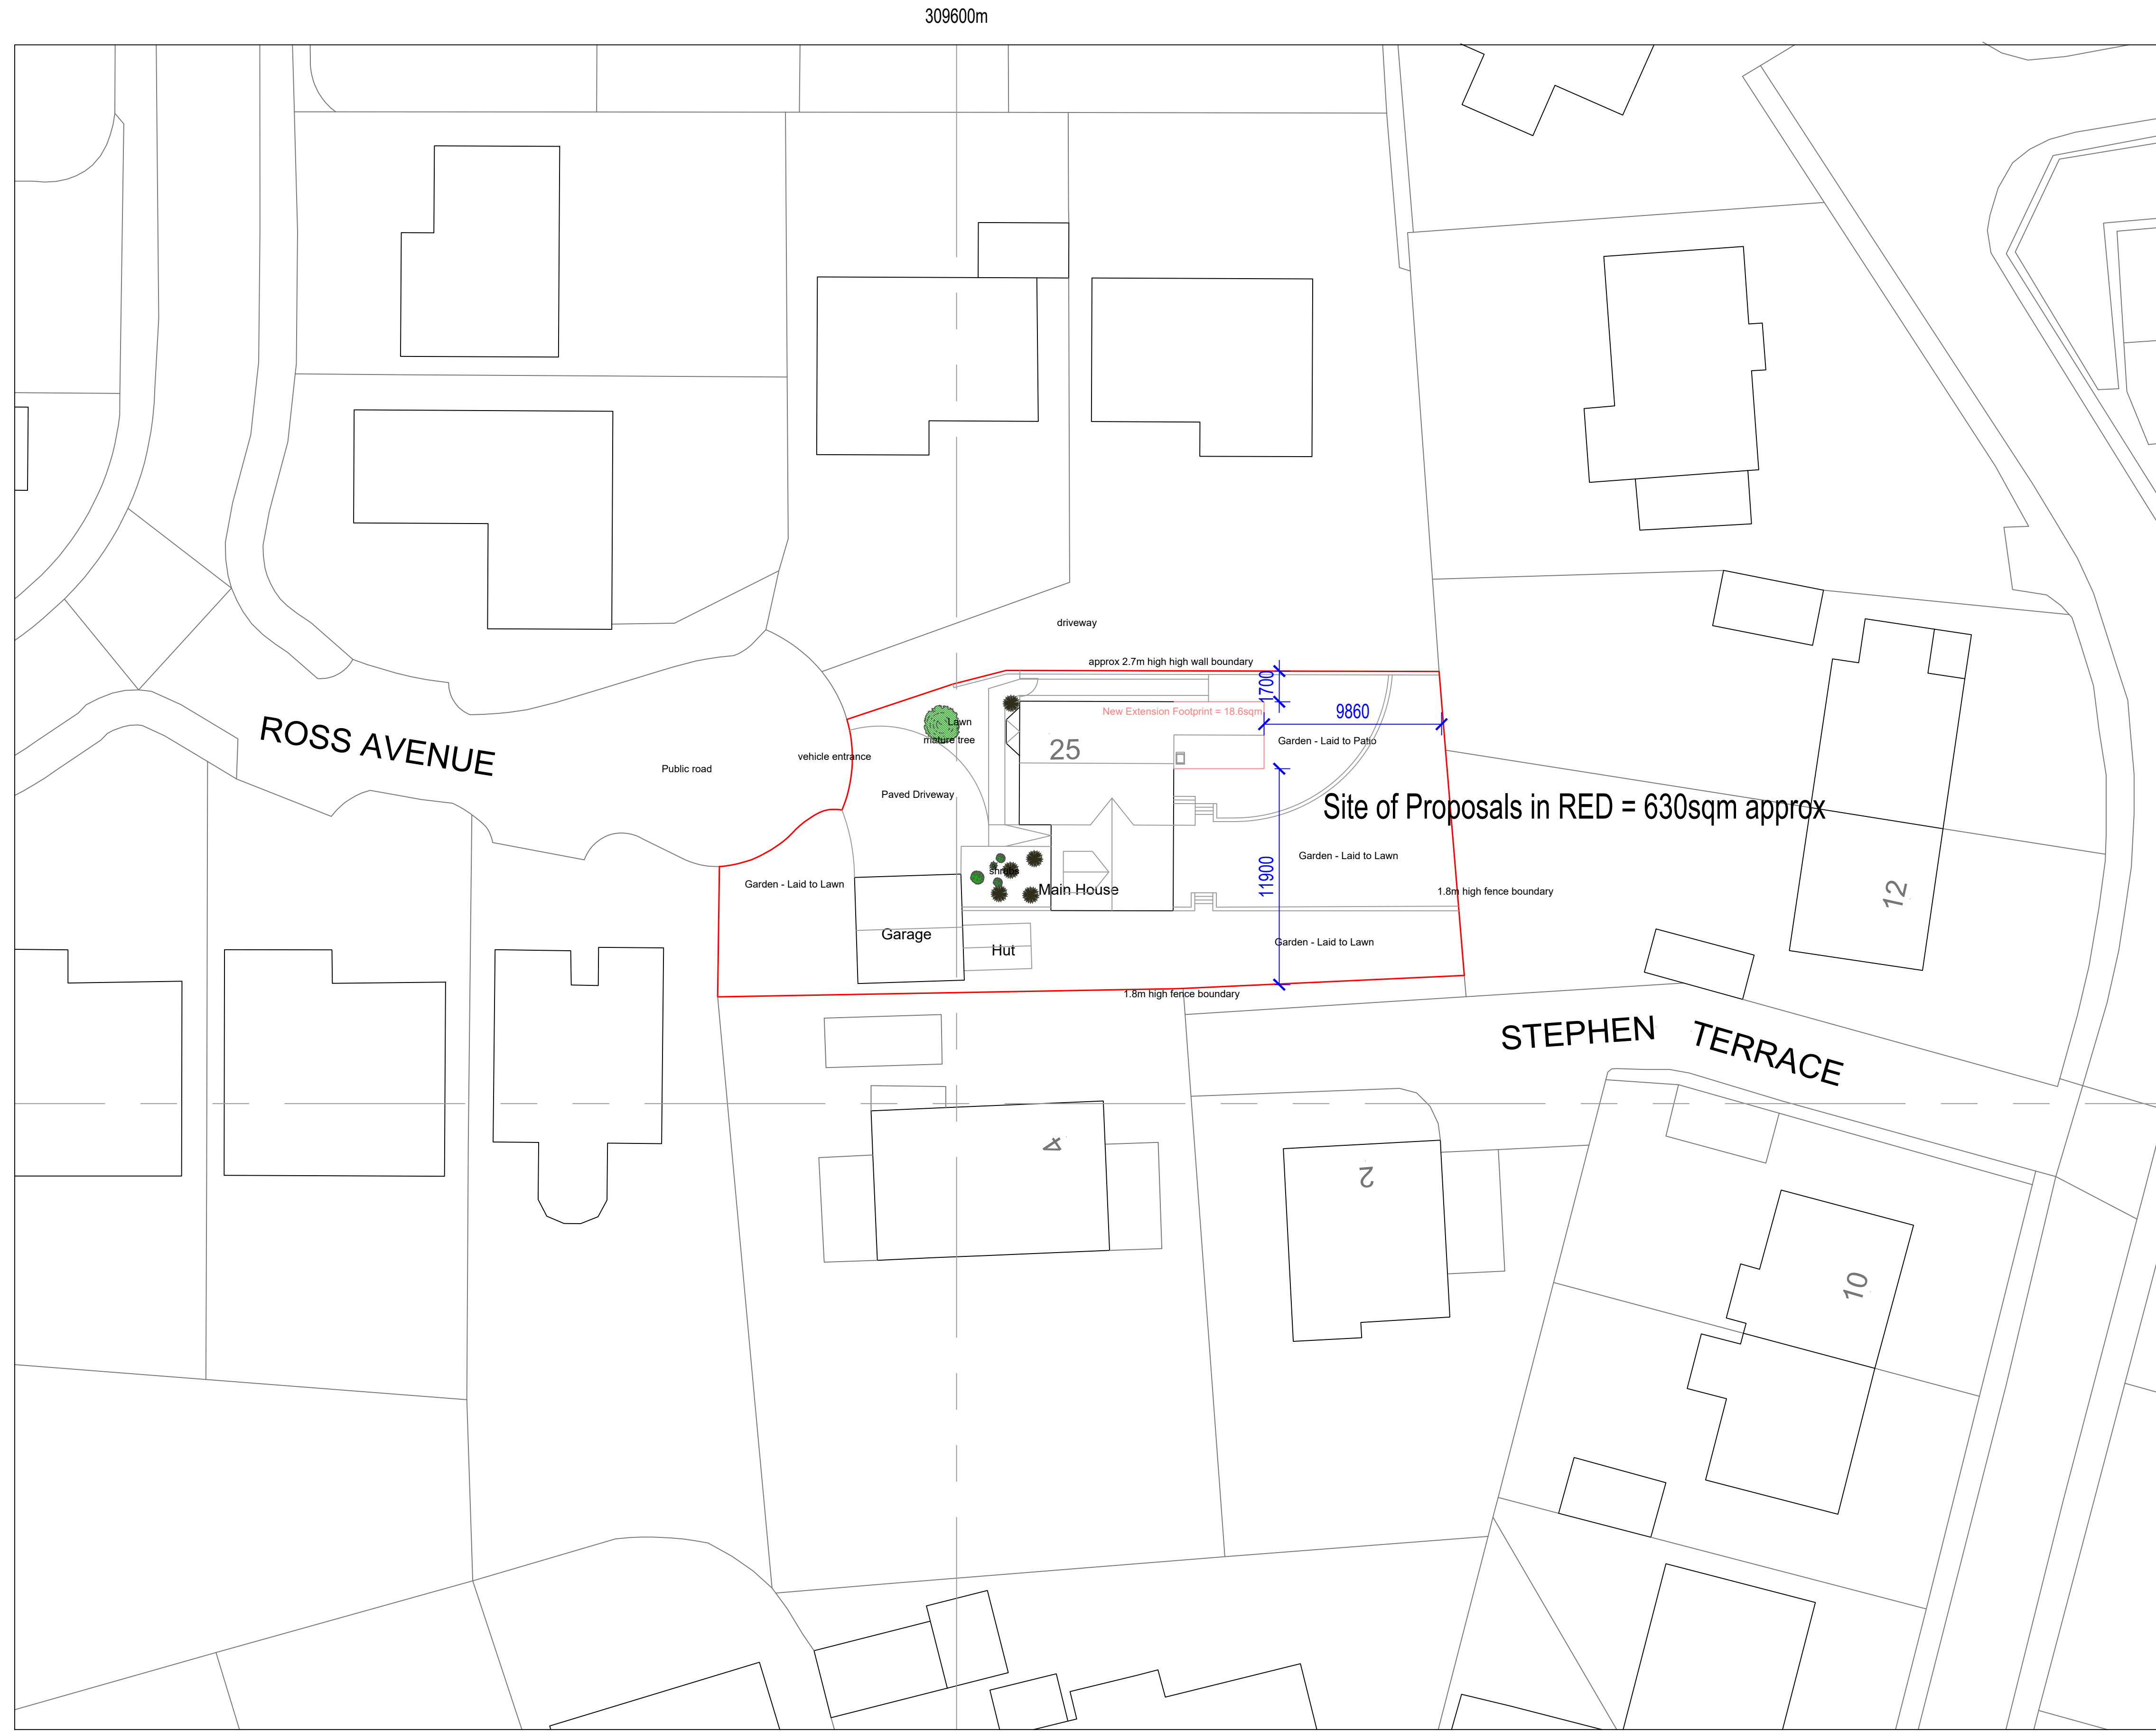 309600m
driveway
approx 2.7m high high wall boundary
1700
New Extension Footprint = 18.6sqm
9860
Lawn
mature tree
25
Garden - Laid to Patio
ROSS AVENUE
vehicle entrance
Public road
Paved Driveway
Site of Proposals in RED = 630sqm approx
Garden - Laid to Lawn
11900
shrubs
Garden - Laid to Lawn
Main House
1.8m high fence boundary
12
Garage
Hut
Garden - Laid to Lawn
1.8m high fence boundary
STEPHEN TERRACE
4
2
10